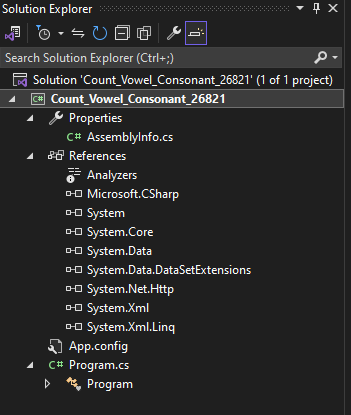 Solution Explorer
Search Solution Explorer (Ctrl+;)
Solution 'Count_Vowel_Consonant_26821' (1 of 1 project)
C# Count_Vowel_Consonant_26821
Properties
C# AssemblyInfo.cs
References
Analyzers
Microsoft.CSharp
System
System.Core
System.Data
System.Data.DataSetExtensions
System.Net.Http
System.Xml
System.Xml.Linq
App.config
C# Program.cs
Program